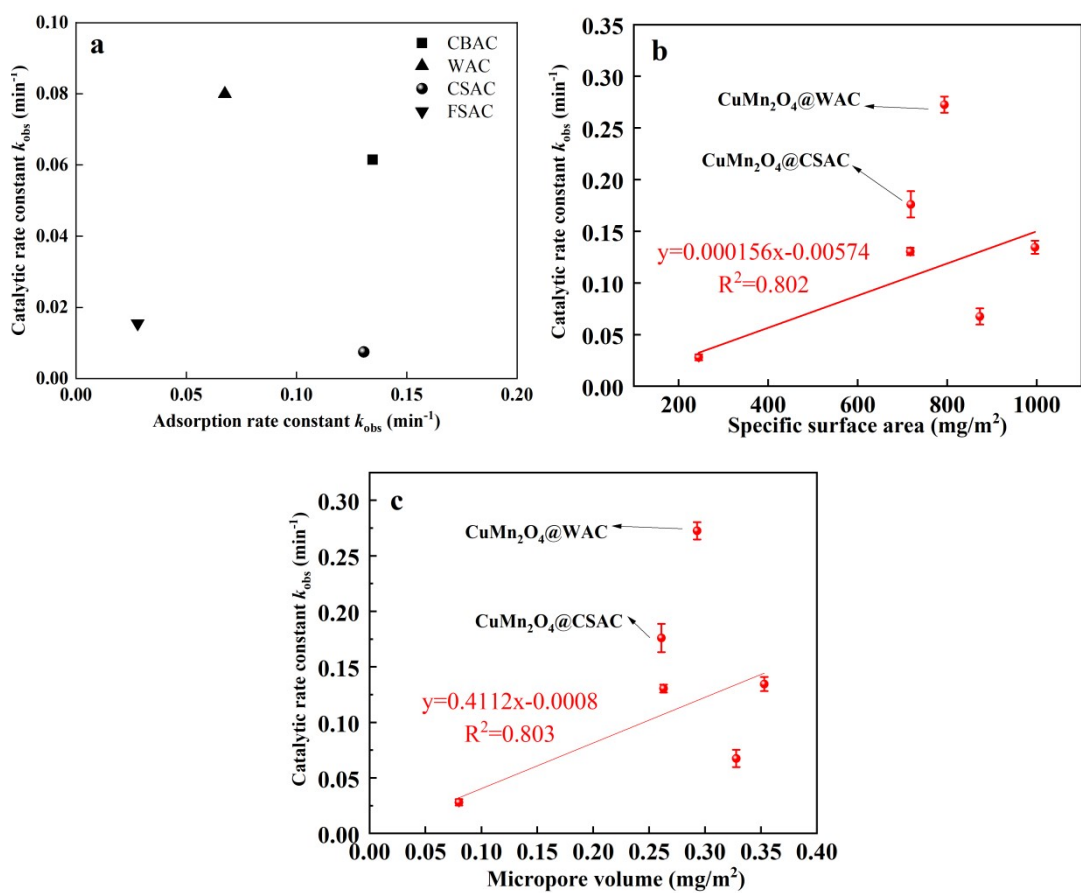 a
0.10
0.08
0.06
0.04
0.02
0.00
Catalytic rate constant kobs (min-1)
CBAC
WAC
CSAC
FSAC
0.00 0.05 0.10 0.15 0.20
Adsorption rate constant kobs (min-1)
b
0.35
0.30
0.25
0.20
0.15
0.10
0.05
0.00
Catalytic rate constant kobs (min-1)
CuMn2O4@WAC
CuMn2O4@CSAC
y=0.000156x-0.00574
R2=0.802
200 400 600 800 1000
Specific surface area (mg/m2)
c
0.30
0.25
0.20
0.15
0.10
0.05
0.00
Catalytic rate constant kobs (min-1)
CuMn2O4@WAC
CuMn2O4@CSAC
y=0.4112x-0.0008
R2=0.803
0.00 0.05 0.10 0.15 0.20 0.25 0.30 0.35 0.40
Micropore volume (mg/m2)